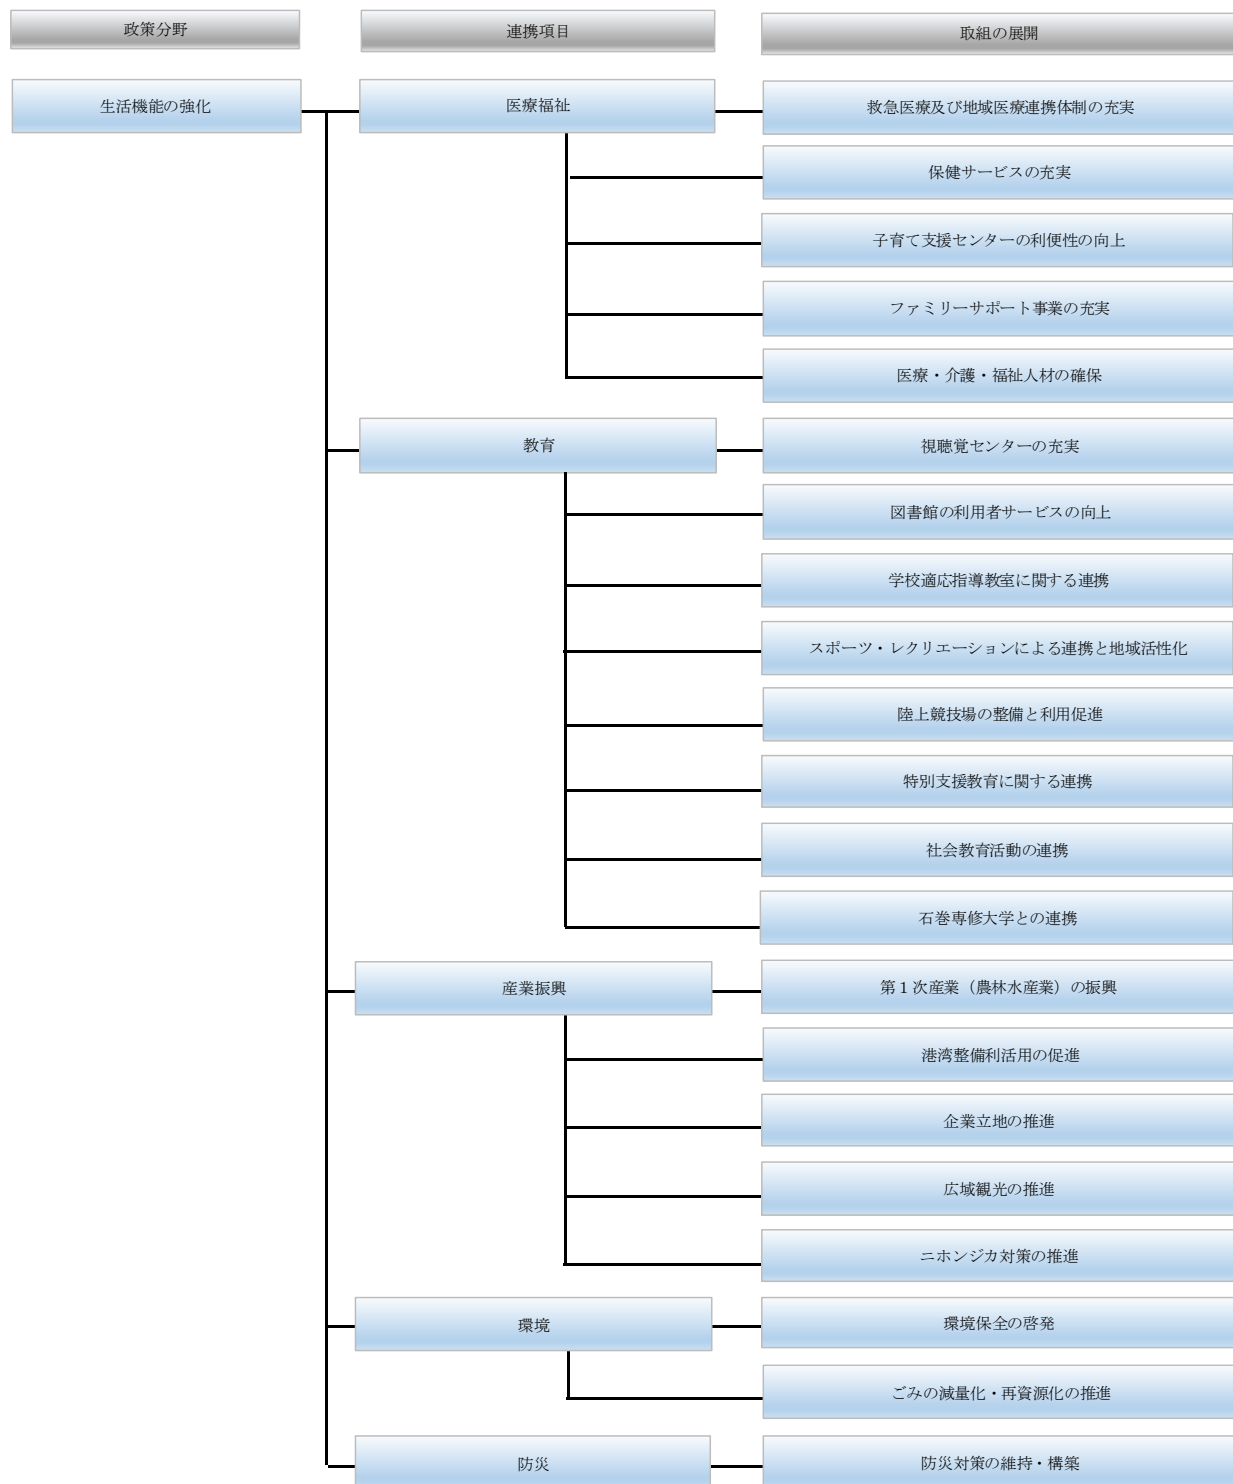 政策分野
連携項目
取組の展開
生活機能の強化
医療福祉
救急医療及び地域医療連携体制の充実
保健サービスの充実
子育て支援センターの利便性の向上
ファミリーサポート事業の充実
医療・介護・福祉人材の確保
教育
視聴覚センターの充実
図書館の利用者サービスの向上
学校適応指導教室に関する連携
スポーツ・レクリエーションによる連携と地域活性化
陸上競技場の整備と利用促進
特別支援教育に関する連携
社会教育活動の連携
石巻専修大学との連携
産業振興
第１次産業（農林水産業）の振興
港湾整備利活用の促進
企業立地の推進
広域観光の推進
ニホンジカ対策の推進
環境
環境保全の啓発
ごみの減量化・再資源化の推進
防災
防災対策の維持・構築